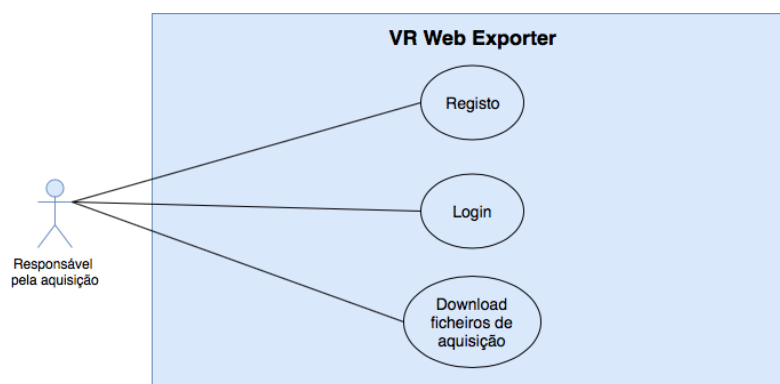 VR Web Exporter
Registo
Login
Responsável
pela aquisição
Download
ficheiros de
aquisição